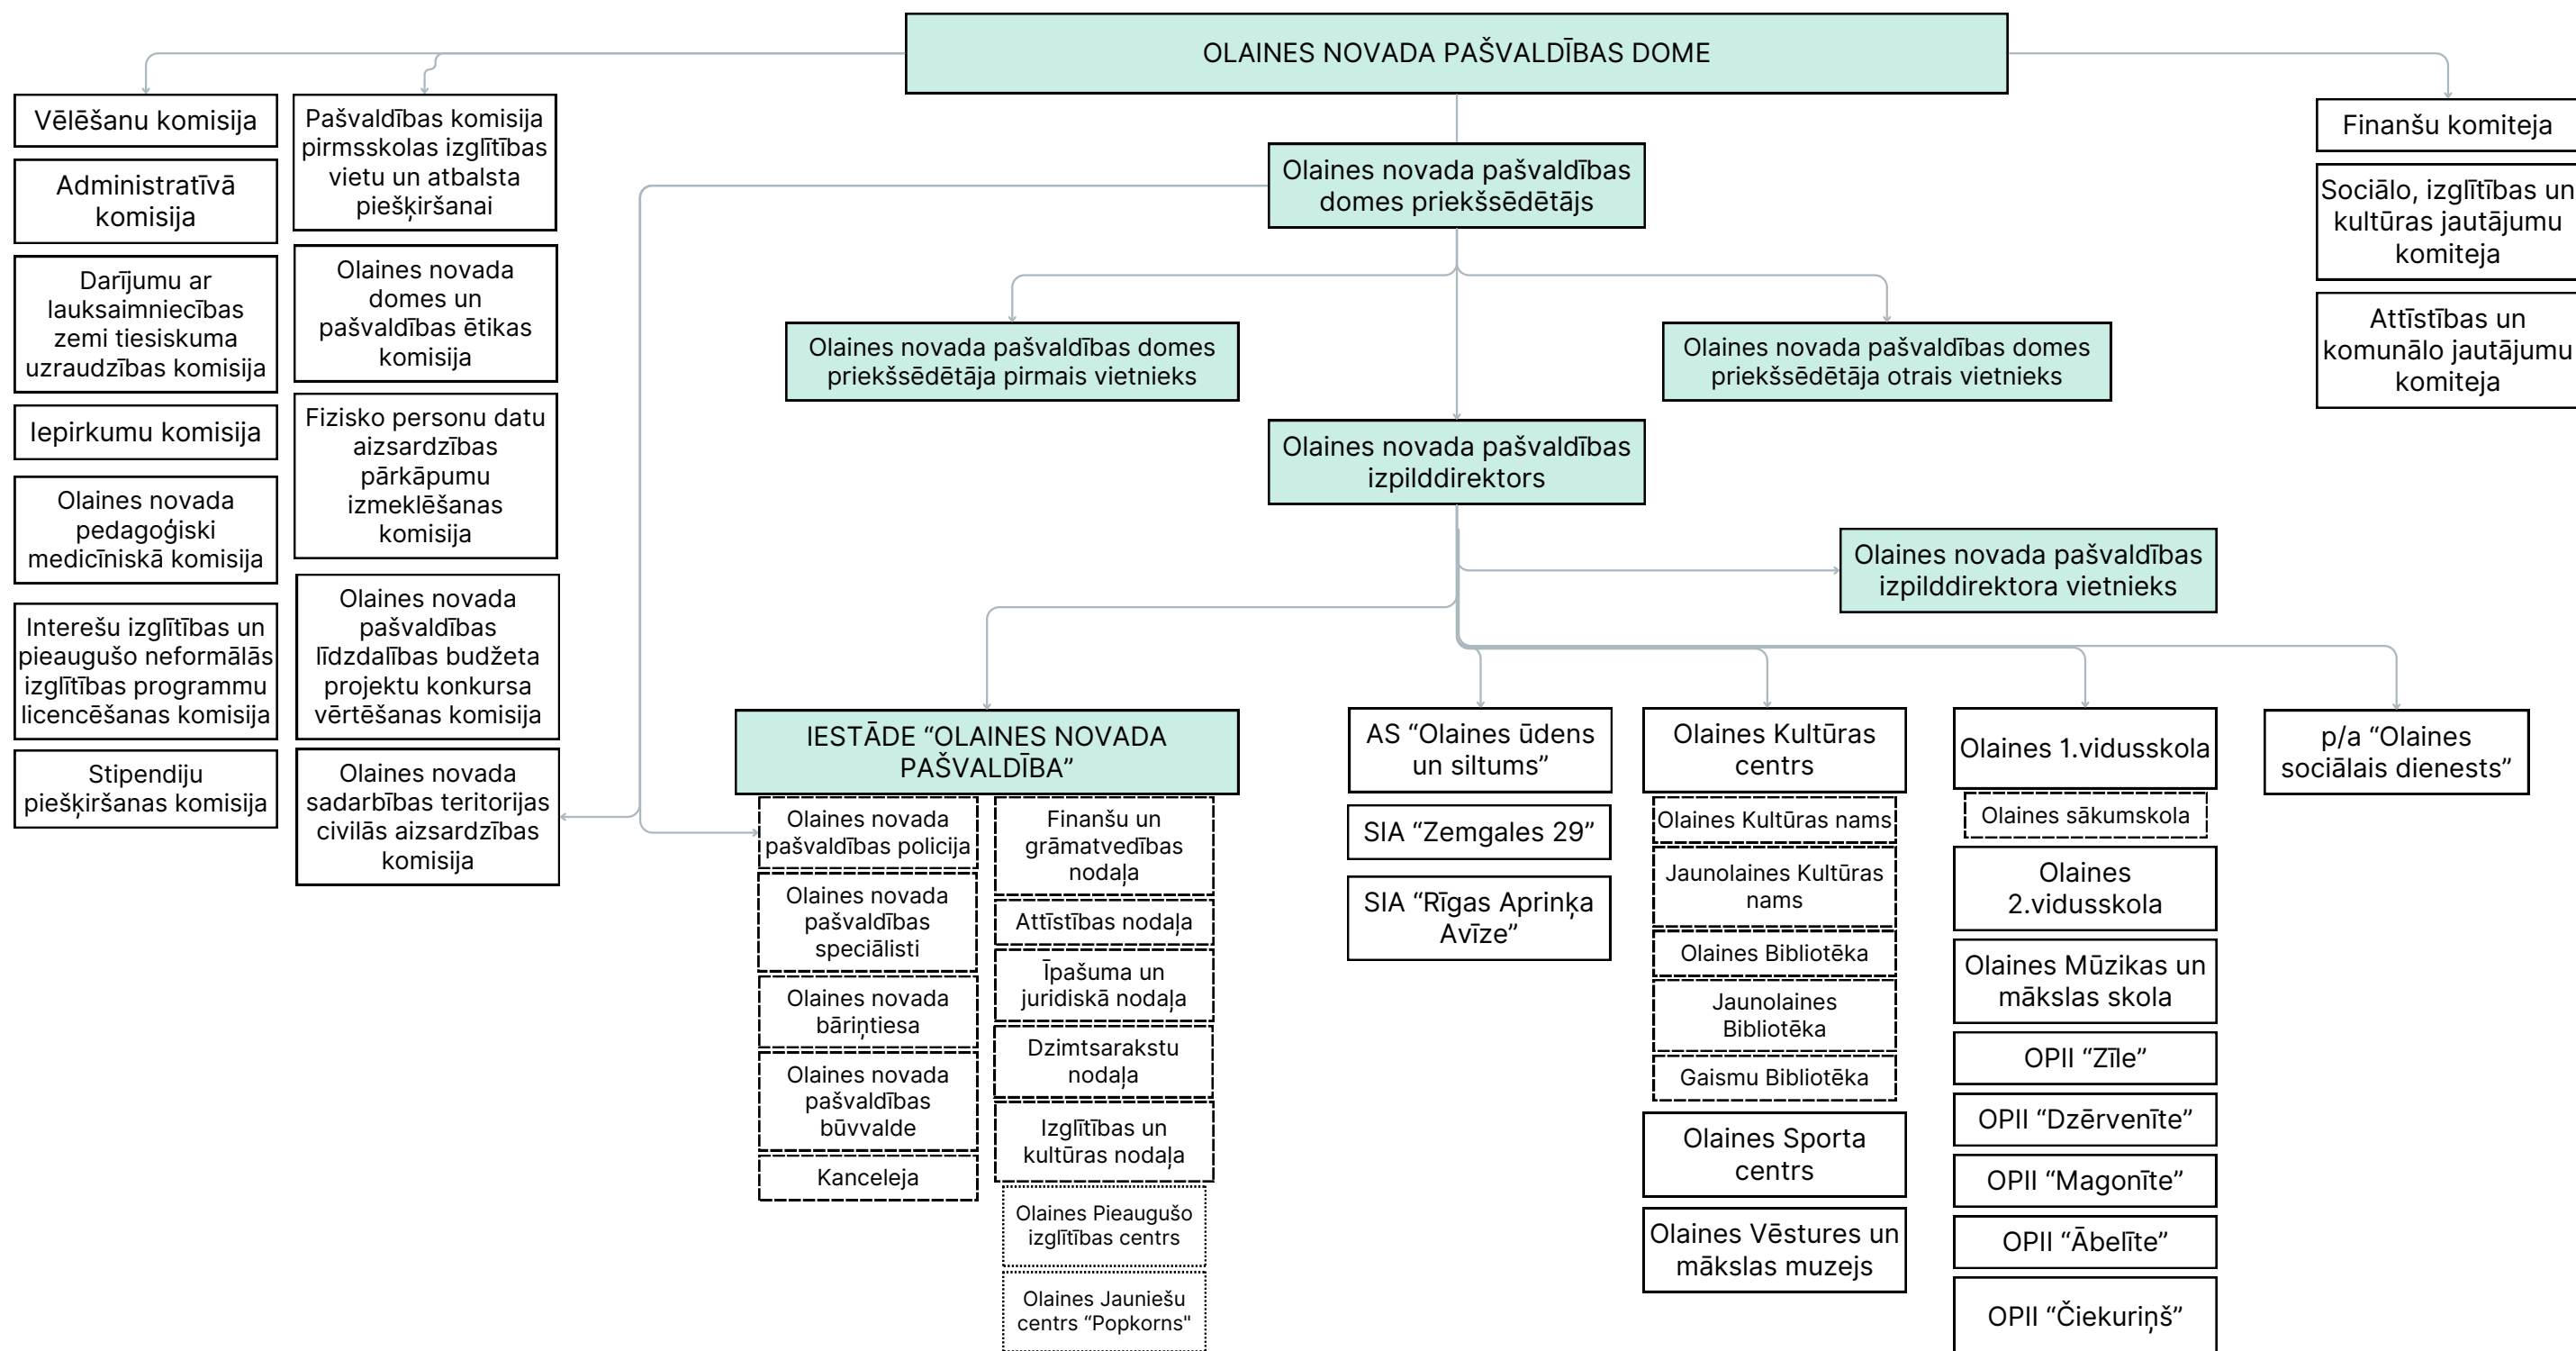 OLAINES NOVADA PAŠVALDĪBAS DOME
Vēlēšanu komisija
Administratīvā
komisija
Darījumu ar
lauksaimniecības
zemi tiesiskuma
uzraudzības komisija
Iepirkumu komisija
Olaines novada
pedagoģiski
medicīniskā komisija
Interešu izglītības un
pieaugušo neformālās
izglītības programmu
licencēšanas komisija
Stipendiju
piešķiršanas komisija
Pašvaldības komisija
pirmsskolas izglītības
vietu un atbalsta
piešķiršanai
Olaines novada
domes un
pašvaldības ētikas
komisija
Fizisko personu datu
aizsardzības
pārkāpumu
izmeklēšanas
komisija
Olaines novada
pašvaldības
līdzdalības budžeta
projektu konkursa
vērtēšanas komisija
Olaines novada
sadarbības teritorijas
civilās aizsardzības
komisija
Olaines novada pašvaldības
domes priekšsēdētājs
Olaines novada pašvaldības domes
priekšsēdētāja pirmais vietnieks
Olaines novada pašvaldības domes
priekšsēdētāja otrais vietnieks
Olaines novada pašvaldības
izpilddirektors
Olaines novada pašvaldības
izpilddirektora vietnieks
Finanšu komiteja
Sociālo, izglītības un
kultūras jautājumu
komiteja
Attīstības un
komunālo jautājumu
komiteja
IESTĀDE “OLAINES NOVADA
PAŠVALDĪBA”
Olaines novada
pašvaldības policija
Olaines novada
pašvaldības
speciālisti
Olaines novada
bāriņtiesa
Olaines novada
pašvaldības
būvvalde
Kanceleja
Finanšu un
grāmatvedības
nodaļa
Attīstības nodaļa
Īpašuma un
juridiskā nodaļa
Dzimtsarakstu
nodaļa
Izglītības un
kultūras nodaļa
Olaines Pieaugušo
izglītības centrs
Olaines Jauniešu
centrs “Popkorns"
AS “Olaines ūdens
un siltums”
SIA “Zemgales 29”
SIA “Rīgas Apriņķa
Avīze”
Olaines Kultūras
centrs
Olaines Kultūras nams
Jaunolaines Kultūras
nams
Olaines Bibliotēka
Jaunolaines
Bibliotēka
Gaismu Bibliotēka
Olaines Sporta
centrs
Olaines Vēstures un
mākslas muzejs
Olaines 1.vidusskola
Olaines sākumskola
Olaines
2.vidusskola
Olaines Mūzikas un
mākslas skola
OPII “Zīle”
OPII “Dzērvenīte”
OPII “Magonīte”
OPII “Ābelīte”
OPII “Čiekuriņš”
p/a “Olaines
sociālais dienests”